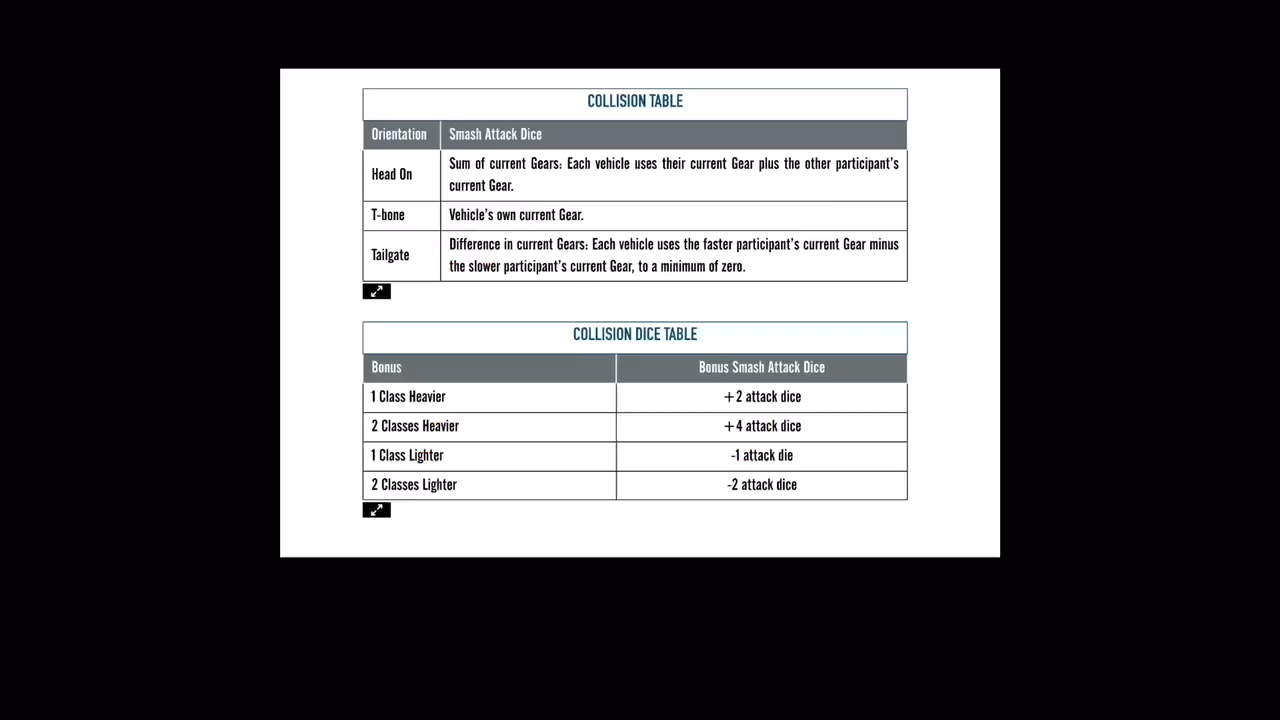 COLLISION TABLE
Orientation Smash Attack Dice
Head On Sum of current Gears: Each vehicle uses their current Gear plus the other participant's
current Gear.
T-bone Vehicle's own current Gear.
Tailgate Difference in current Gears: Each vehicle uses the faster participant's current Gear minus
the slower participant's current Gear, to a minimum of zero.
COLLISION DICE TABLE
Bonus Bonus Smash Attack Dice
1 Class Heavier +2 attack dice
2 Classes Heavier +4 attack dice
1 Class Lighter -1 attack die
2 Classes Lighter -2 attack dice